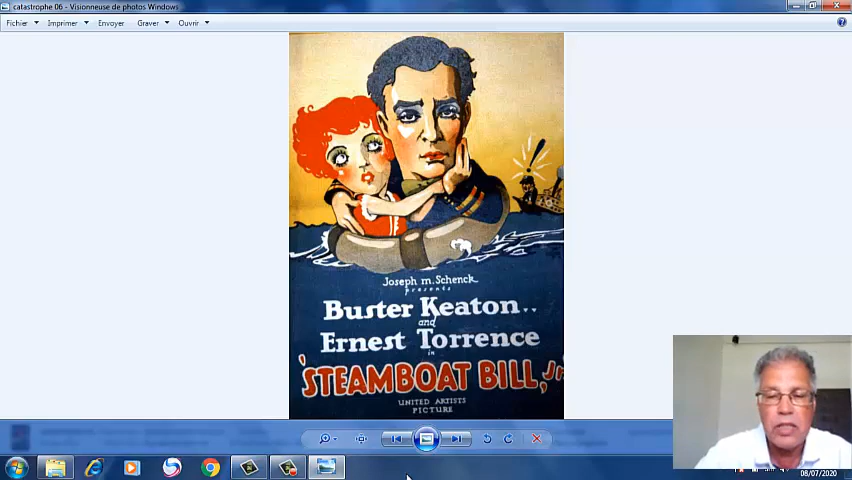 catastrophe 06 - Visionneuse de photos Windows
Fichier Imprimer Envoyer Graver Ouvrir
Joseph m. Schenck
presents
Buster Keaton..
and
Ernest Torrence
in
'STEAMBOAT BILL, Jr'
UNITED ARTISTS
PICTURE
08/07/2020